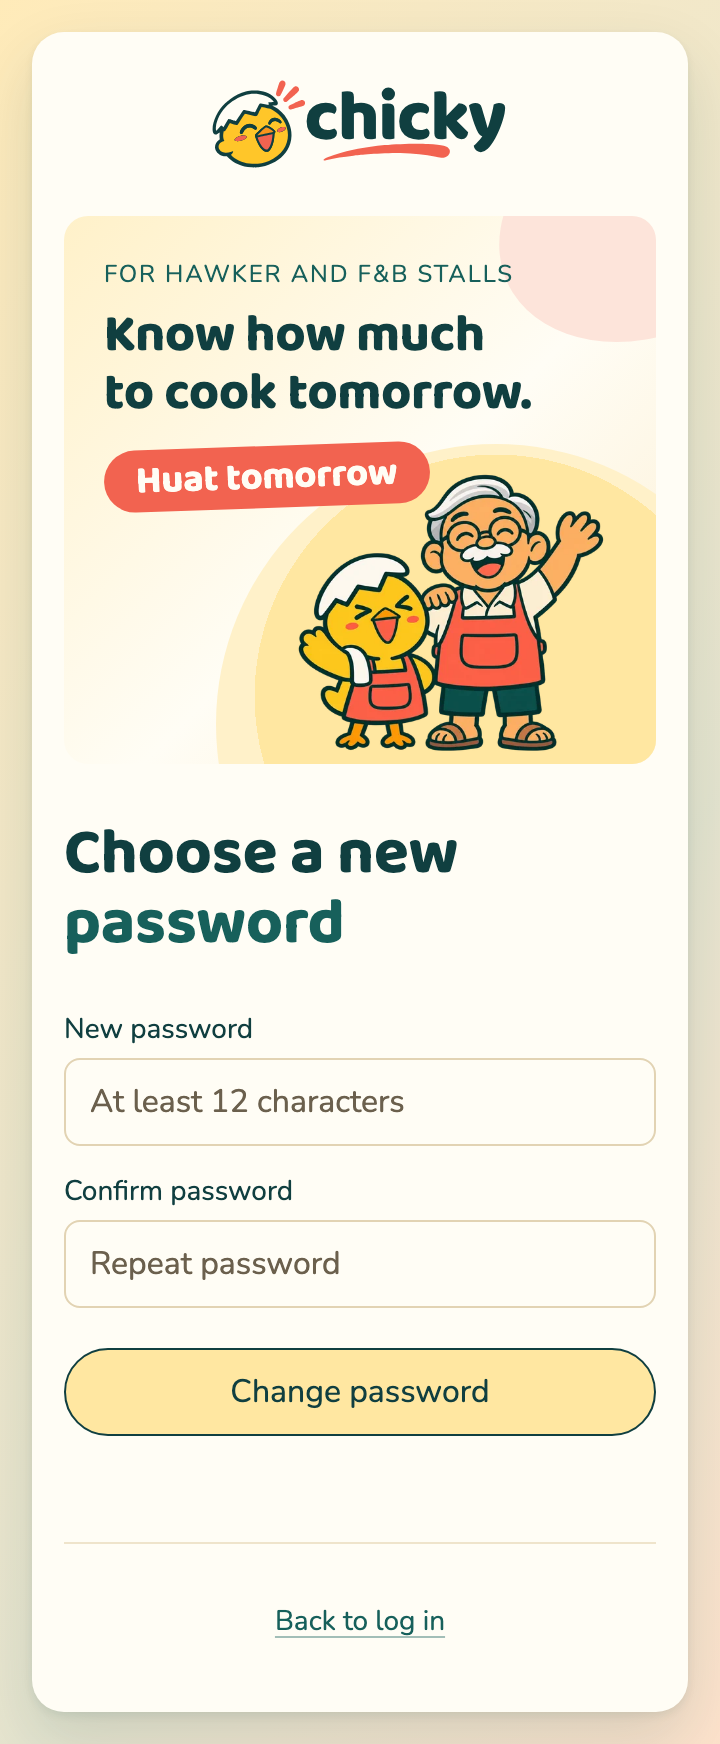 chicky
FOR HAWKER AND F&B STALLS
Know how much
to cook tomorrow.
Huat tomorrow
Choose a new
password
New password
At least 12 characters
Confirm password
Repeat password
Change password
Back to log in